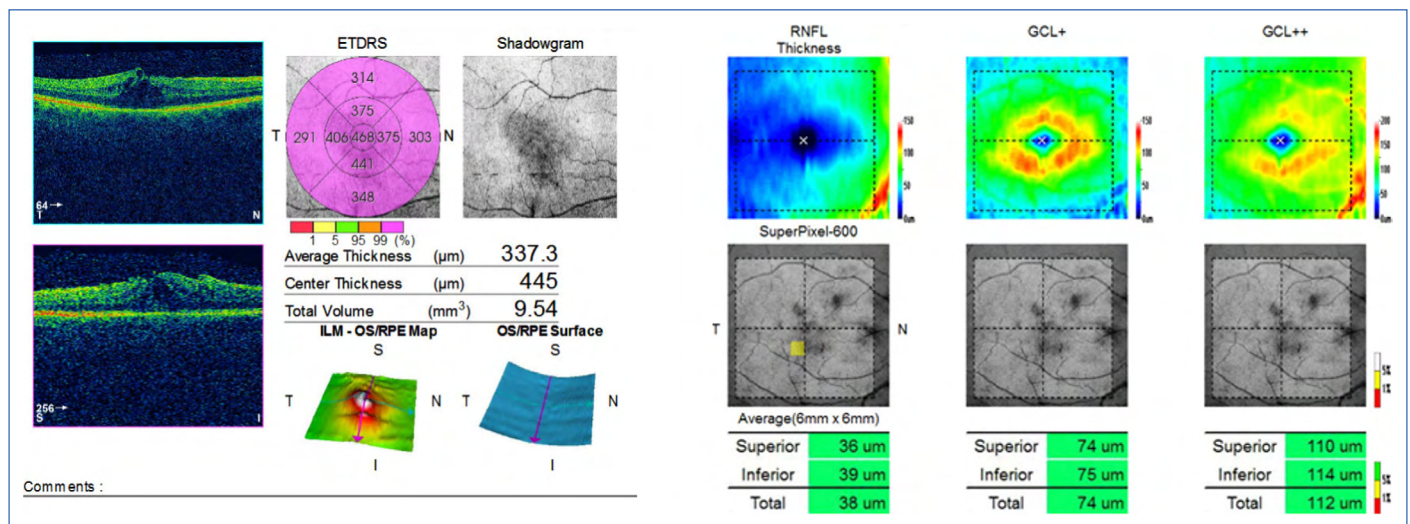 ETDRS
Shadowgram
64
T
N
T
314
375
291 406 468 375 303
441
348
N
256
S
I
1 5 95 99 (%)
Average Thickness (µm) 337.3
Center Thickness (µm) 445
Total Volume (mm³) 9.54
ILM - OS/RPE Map
OS/RPE Surface
S
S
T
N
T
N
I
I
Comments :
RNFL
Thickness
GCL+
GCL++
150
100
50
0um
150
100
50
0um
200
150
100
50
0um
SuperPixel-600
T
N
5%
1%
Average(6mm x 6mm)
Superior 36 um
Inferior 39 um
Total 38 um
Superior 74 um
Inferior 75 um
Total 74 um
Superior 110 um
Inferior 114 um
Total 112 um
5%
1%